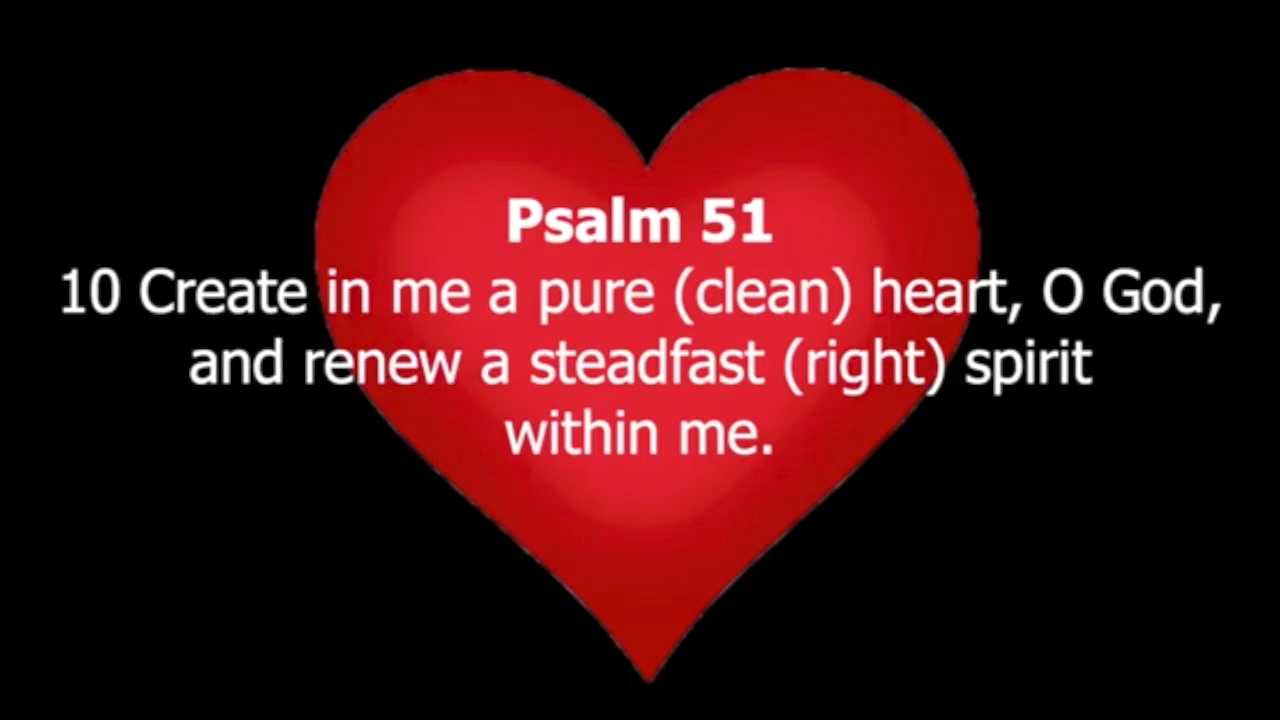 Psalm 51
10 Create in me a pure (clean) heart, O God,
and renew a steadfast (right) spirit
within me.